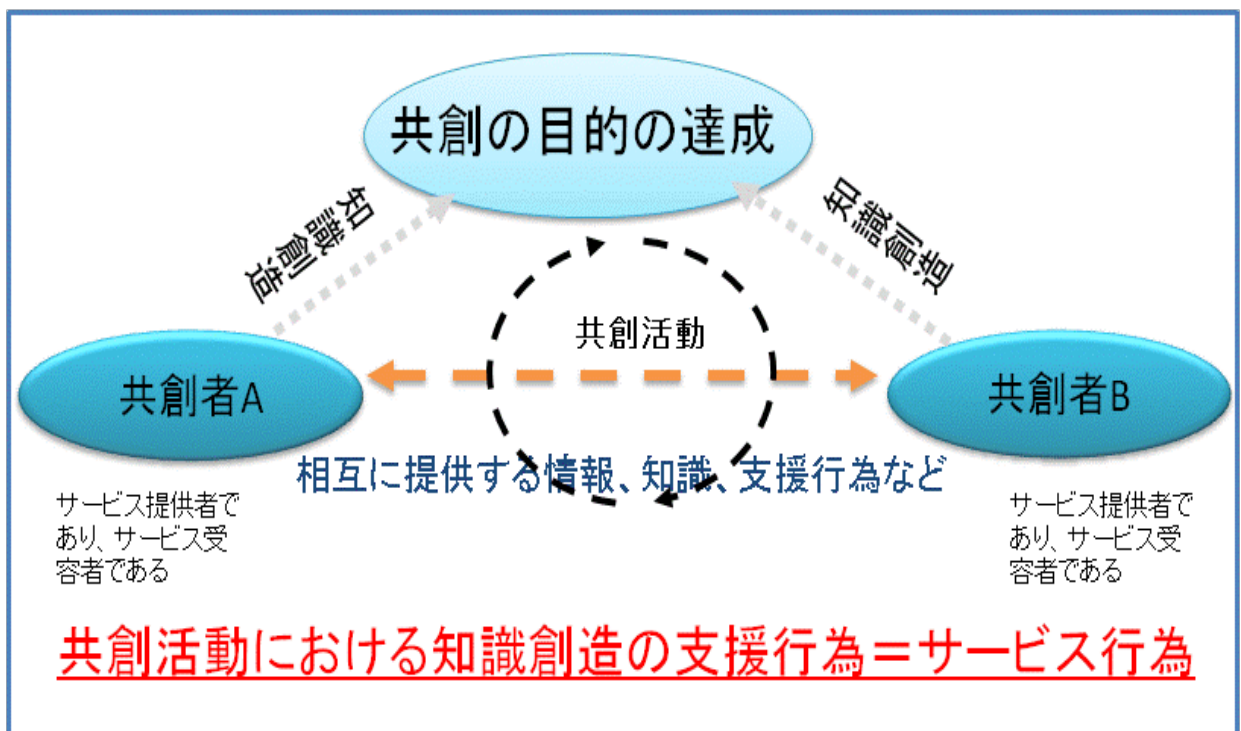 共創の目的の達成
知識創造
知識創造
共創活動
共創者A
共創者B
相互に提供する情報、知識、支援行為など
サービス提供者で
あり、サービス受
容者である
サービス提供者で
あり、サービス受
容者である
共創活動における知識創造の支援行為＝サービス行為